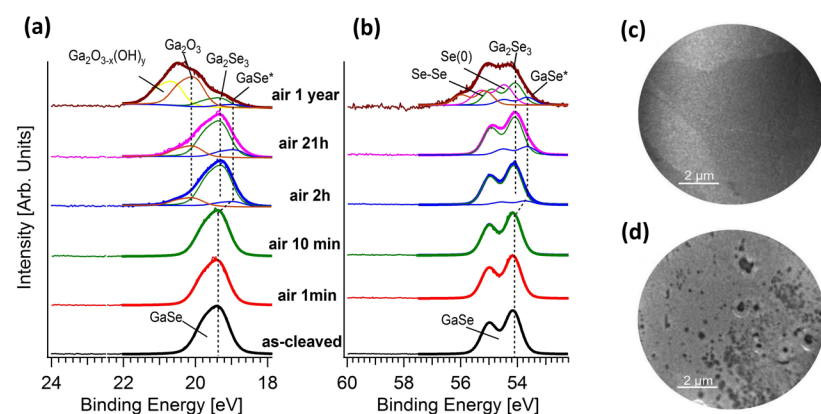 (a)
Ga₂O₃
Ga₂O₃₋ₓ(OH)ᵧ
Ga₂Se₃
GaSe*
(b)
Ga₂Se₃
Se(0)
Se-Se
GaSe*
air 1 year
air 21h
air 2h
air 10 min
air 1min
as-cleaved
GaSe
GaSe
Intensity [Arb. Units]
24 22 20 18
Binding Energy [eV]
60 58 56 54
Binding Energy [eV]
(c)
2 µm
(d)
2 µm